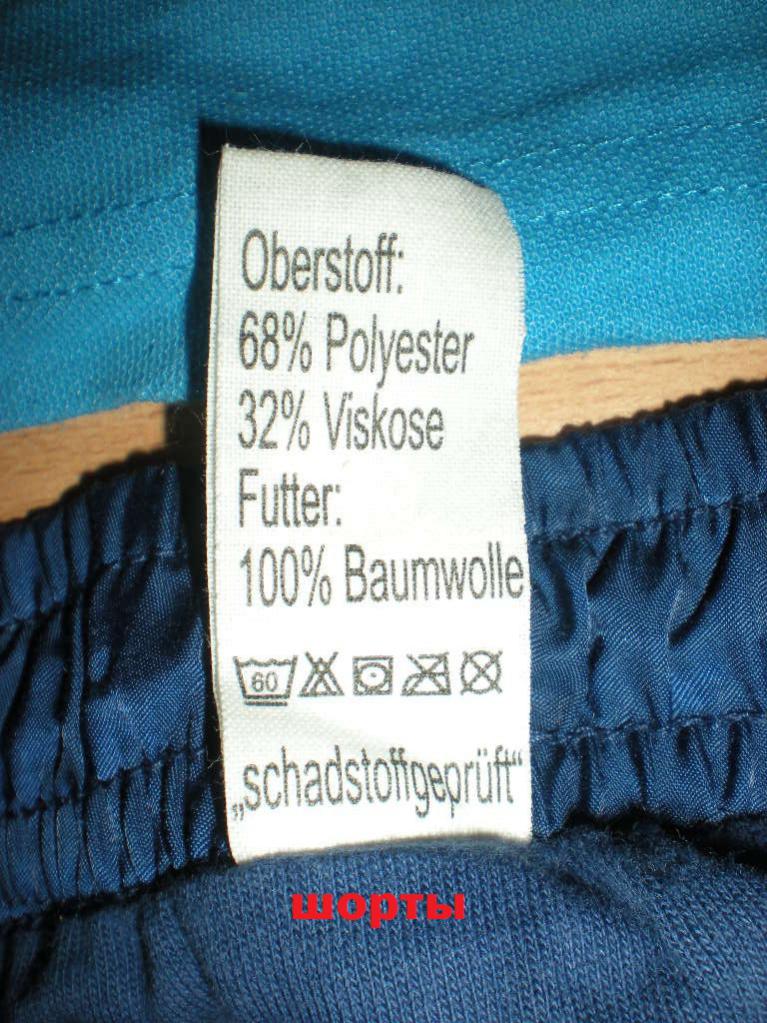 Oberstoff:
68% Polyester
32% Viskose
Futter:
100% Baumwolle
60
„schadstoffgeprüft“
шорты